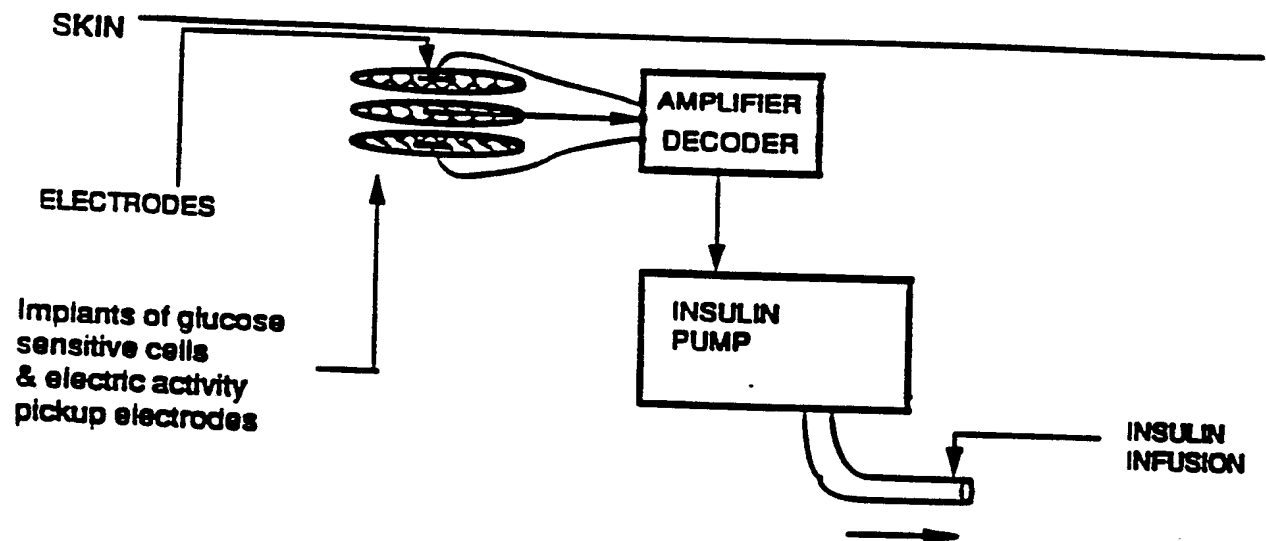 SKIN
AMPLIFIER
DECODER
ELECTRODES
INSULIN
PUMP
Implants of glucose
sensitive cells
& electric activity
pickup electrodes
INSULIN
INFUSION